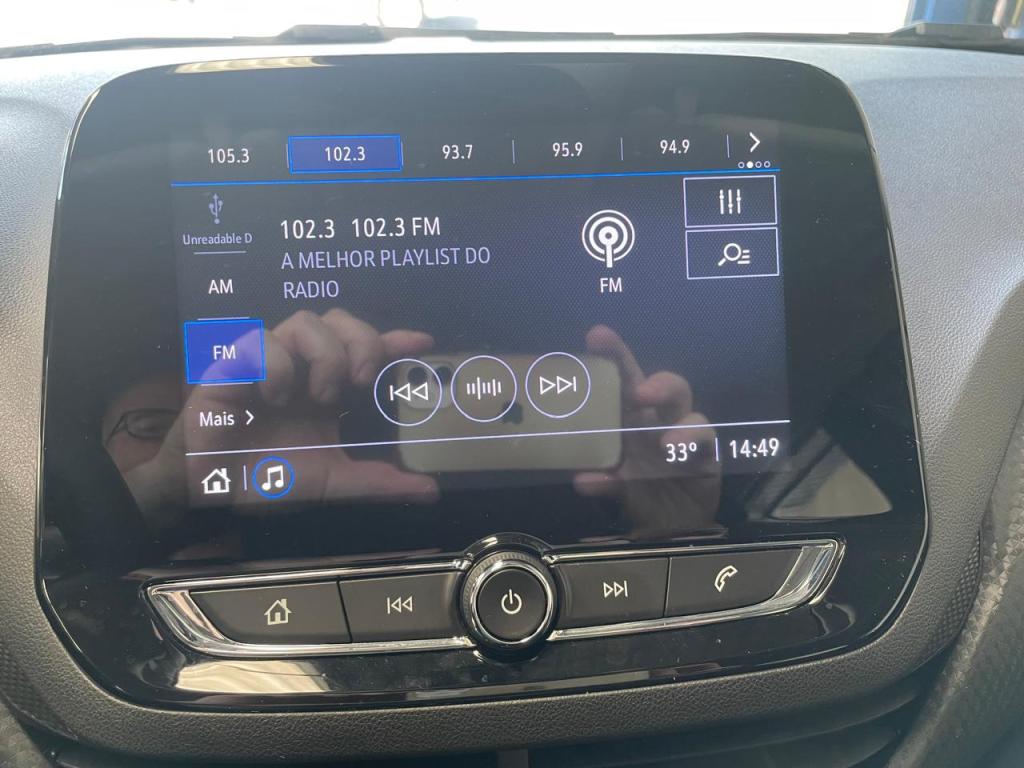 105.3 102.3 93.7 95.9 94.9
Unreadable D
102.3 102.3 FM
A MELHOR PLAYLIST DO
RADIO
FM
AM
FM
Mais
33º 14:49